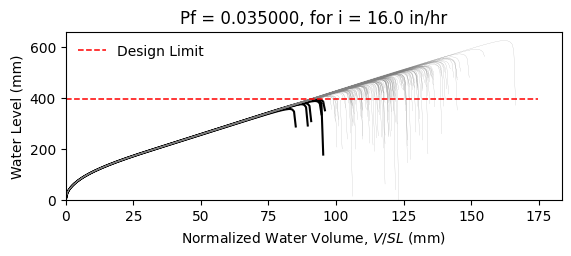 Pf = 0.035000, for i = 16.0 in/hr
Design Limit
Water Level (mm)
600
400
200
0
0 25 50 75 100 125 150 175
Normalized Water Volume, V/SL (mm)